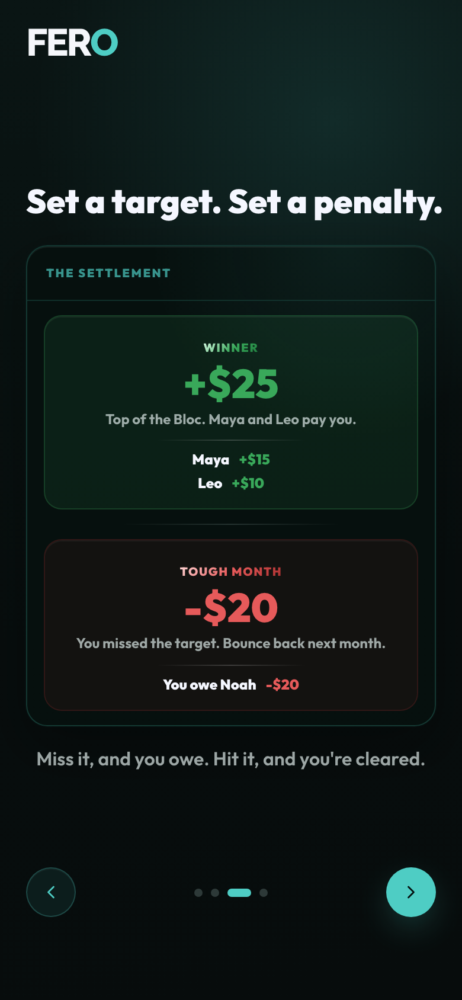 FERO
Set a target. Set a penalty.
THE SETTLEMENT
WINNER
+$25
Top of the Bloc. Maya and Leo pay you.
Maya +$15
Leo +$10
TOUGH MONTH
-$20
You missed the target. Bounce back next month.
You owe Noah -$20
Miss it, and you owe. Hit it, and you're cleared.